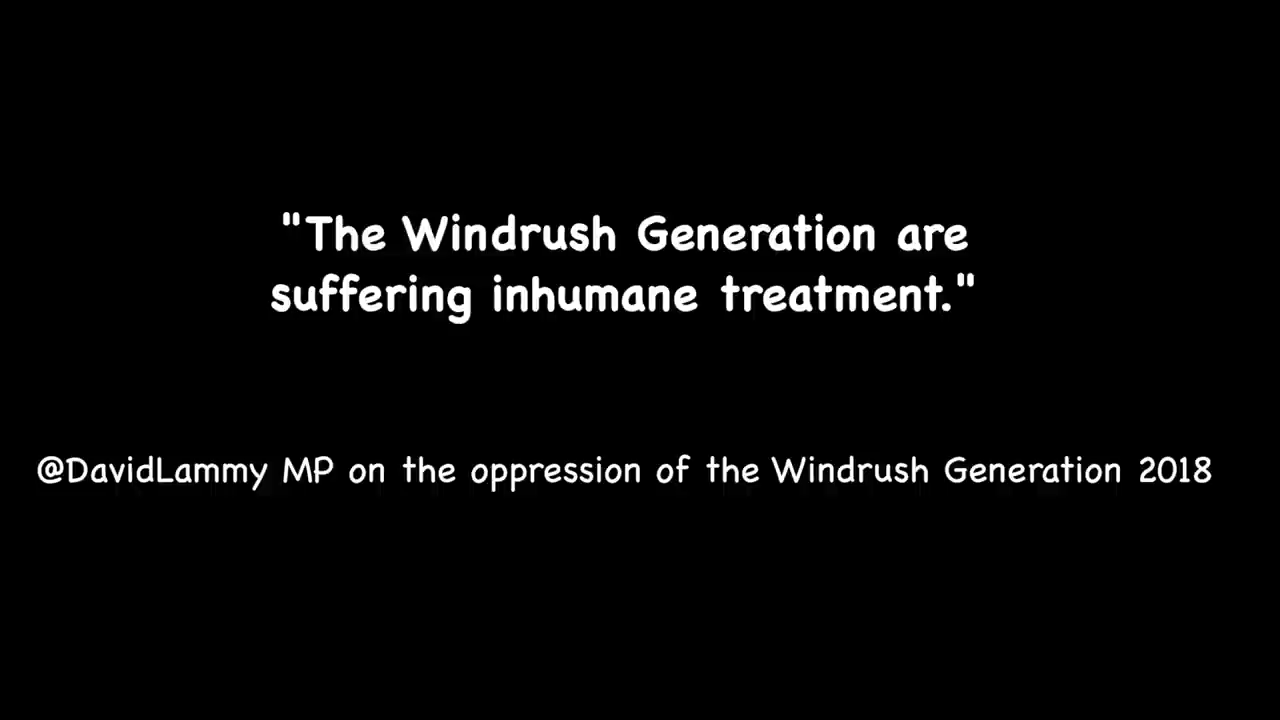 "The Windrush Generation are
suffering inhumane treatment."
@DavidLammy MP on the oppression of the Windrush Generation 2018